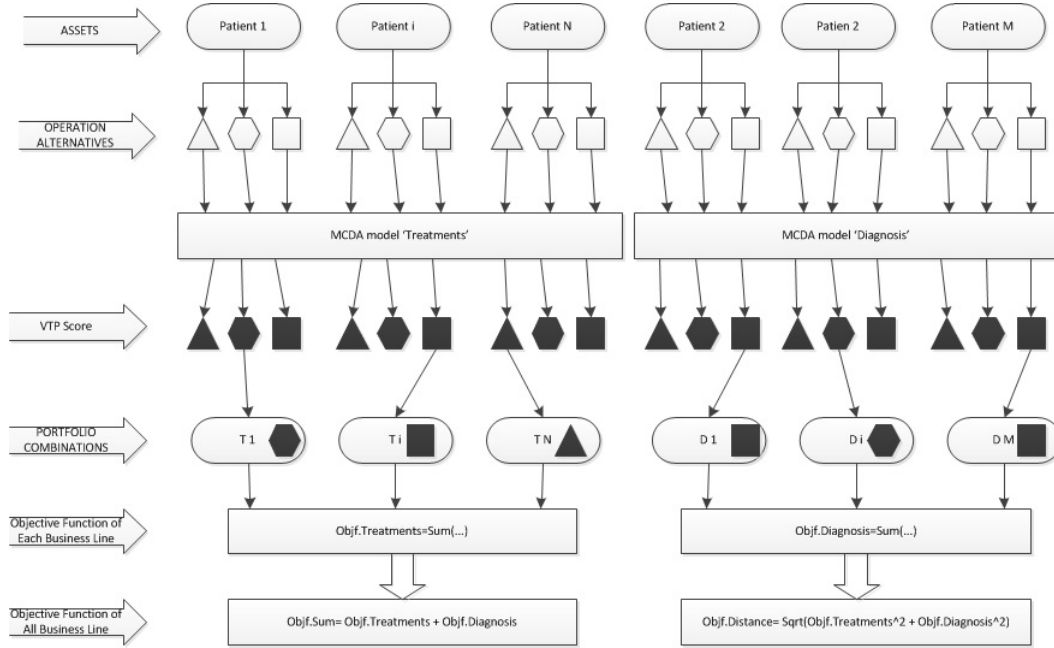 ASSETS
Patient 1
Patient i
Patient N
Patient 2
Patient 2
Patient M
OPERATION
ALTERNATIVES
MCDA model ‘Treatments’
MCDA model ‘Diagnosis’
VTP Score
PORTFOLIO
COMBINATIONS
T 1
T i
T N
D 1
D i
D M
Objective Function of
Each Business Line
Objf.Treatments=Sum(...)
Objf.Diagnosis=Sum(...)
Objective Function of
All Business Line
Objf.Sum= Objf.Treatments + Objf.Diagnosis
Objf.Distance= Sqrt(Objf.Treatments^2 + Objf.Diagnosis^2)